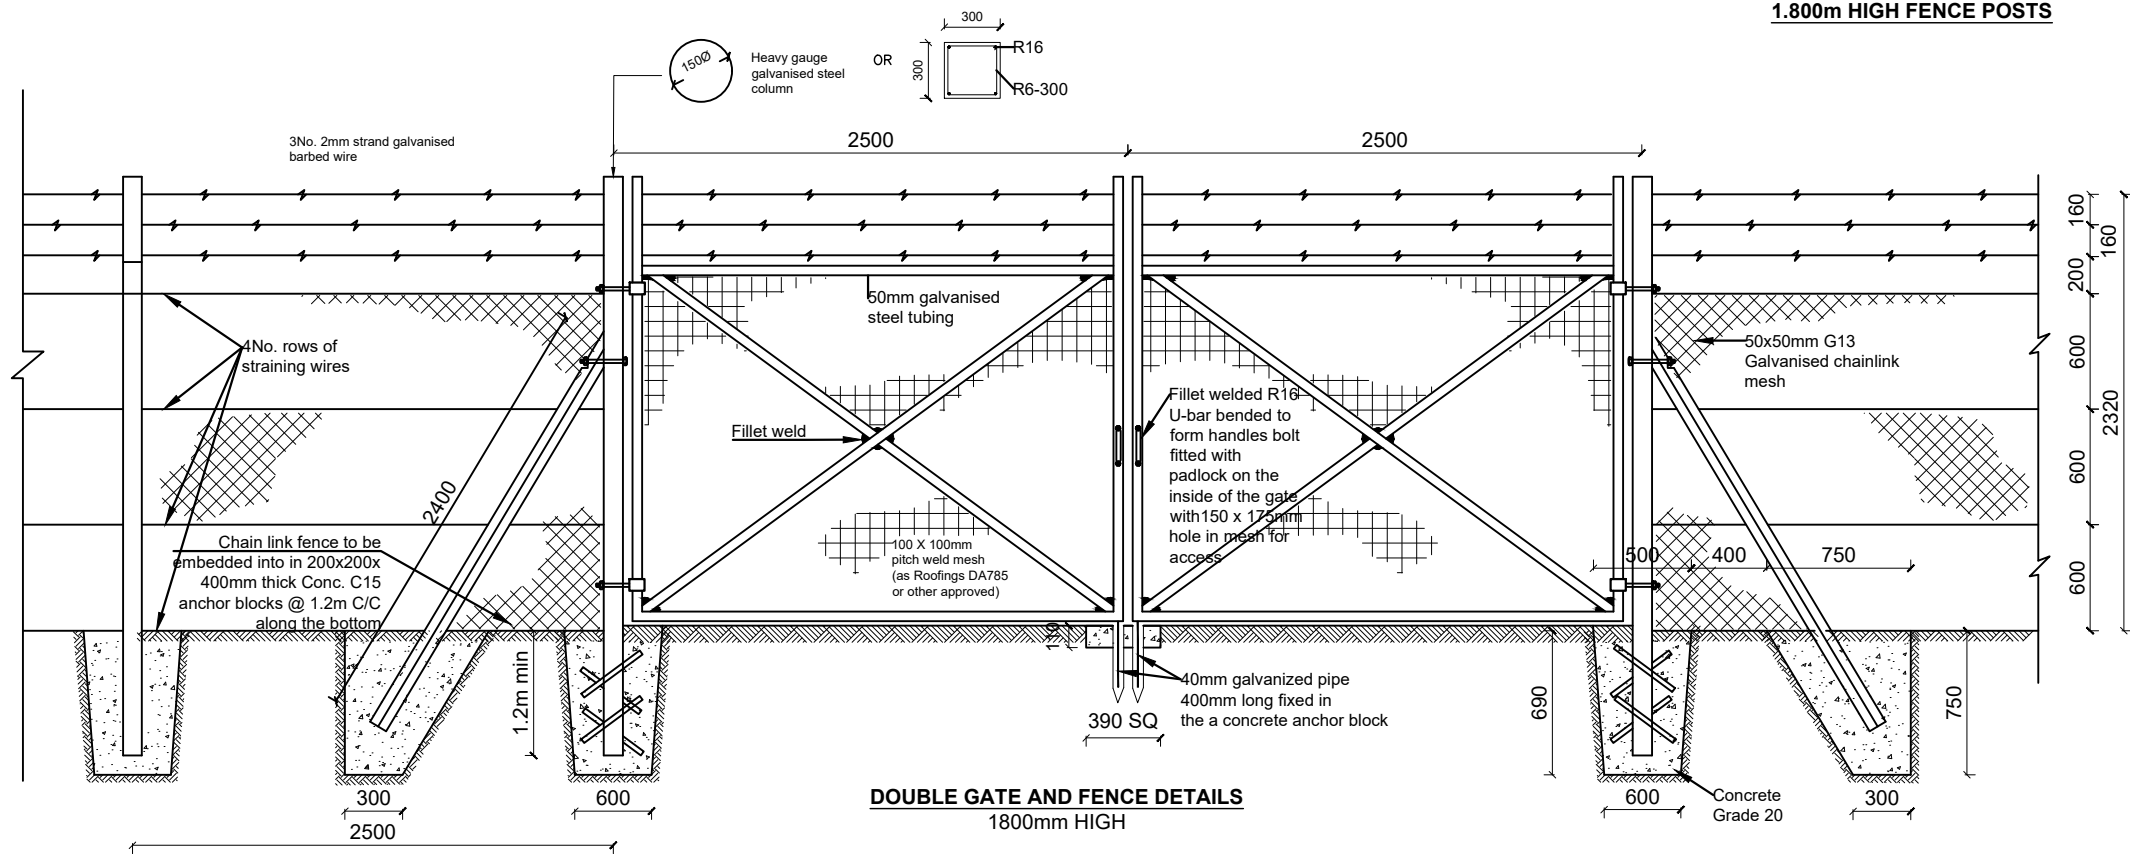 1.800m HIGH FENCE POSTS
150Ø
Heavy gauge
galvanised steel
column
OR
300
300
R16
R6-300
3No. 2mm strand galvanised
barbed wire
2500
2500
160
160
200
600
600
600
2320
50mm galvanised
steel tubing
4No. rows of
straining wires
50x50mm G13
Galvanised chainlink
mesh
Fillet weld
Fillet welded R16
U-bar bended to
form handles bolt
fitted with
padlock on the
inside of the gate
with150 x 175mm
hole in mesh for
access
2400
Chain link fence to be
embedded into in 200x200x
400mm thick Conc. C15
anchor blocks @ 1.2m C/C
along the bottom
100 X 100mm
pitch weld mesh
(as Roofings DA785
or other approved)
500
400
750
110
1.2m min
40mm galvanized pipe
400mm long fixed in
the a concrete anchor block
390 SQ
690
750
300
600
2500
DOUBLE GATE AND FENCE DETAILS
1800mm HIGH
600
Concrete
Grade 20
300